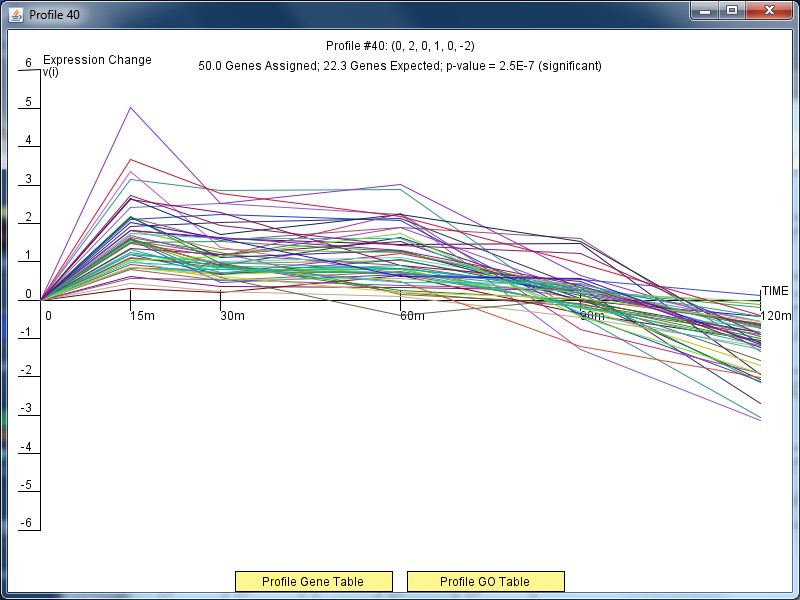 Profile 40
Profile #40: (0, 2, 0, 1, 0, -2)
50.0 Genes Assigned; 22.3 Genes Expected; p-value = 2.5E-7 (significant)
Expression Change
v(i)
6
5
4
3
2
1
0
-1
-2
-3
-4
-5
-6
TIME
0 15m 30m 60m 90m 120m
Profile Gene Table Profile GO Table